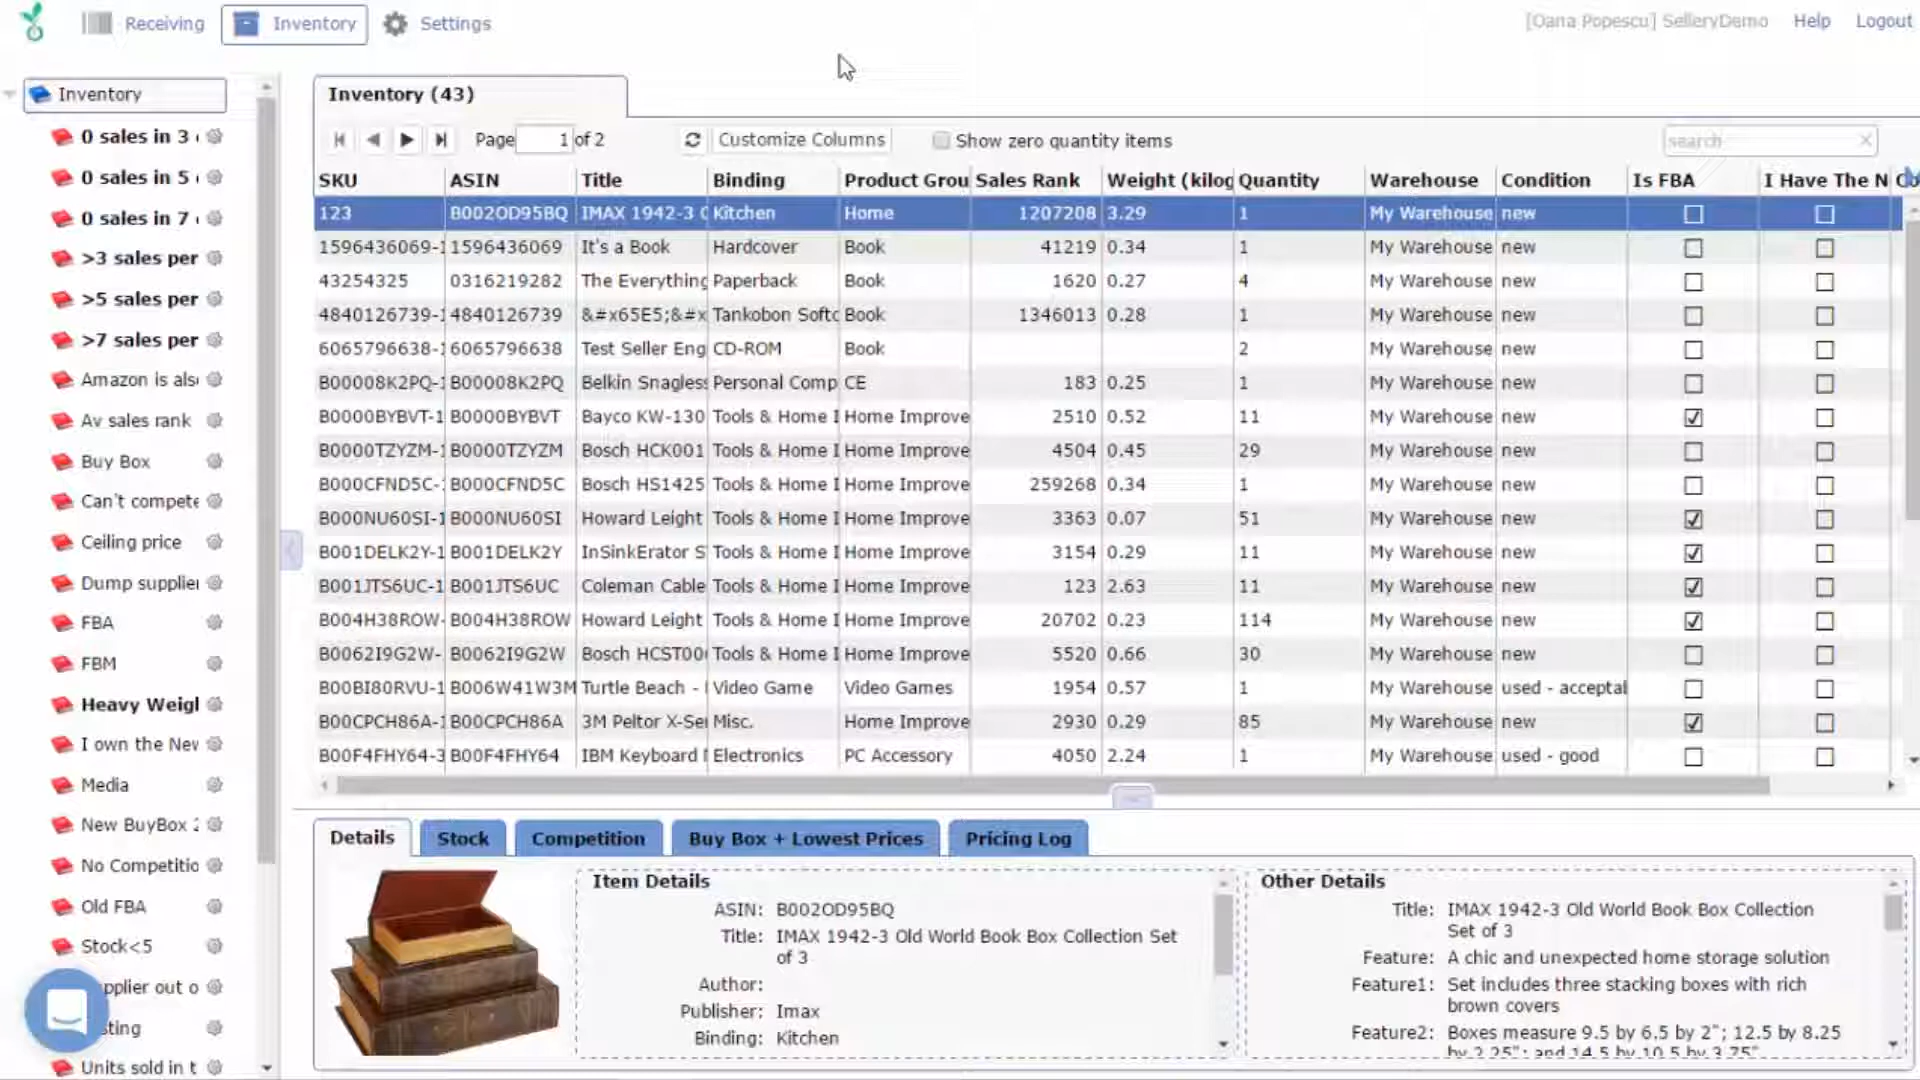 Receiving Inventory Settings [Oana Popescu] SelleryDemo Help Logout
Inventory
0 sales in 3
0 sales in 5
0 sales in 7
>3 sales per
>5 sales per
>7 sales per
Amazon is als
Av sales rank
Buy Box
Can't compete
Ceiling price
Dump supplier
FBA
FBM
Heavy Weigl
I own the Nev
Media
New BuyBox 2
No Competitio
Old FBA
Stock<5
pplier out o
sting
Units sold in t
Inventory (43)
Page 1 of 2 Customize Columns Show zero quantity items search
SKU ASIN Title Binding Product Grou Sales Rank Weight (kilog Quantity Warehouse Condition Is FBA I Have The N Co
123 B002OD95BQ IMAX 1942-3 C Kitchen Home 1207208 3.29 1 My Warehouse new
1596436069-1 1596436069 It's a Book Hardcover Book 41219 0.34 1 My Warehouse new
43254325 0316219282 The Everything Paperback Book 1620 0.27 4 My Warehouse new
4840126739-1 4840126739 &#x65E5;&#x Tankobon Softc Book 1346013 0.28 1 My Warehouse new
6065796638-1 6065796638 Test Seller Eng CD-ROM Book 2 My Warehouse new
B00008K2PQ-1 B00008K2PQ Belkin Snagless Personal Comp CE 183 0.25 1 My Warehouse new
B0000BYBVT-1 B0000BYBVT Bayco KW-130 Tools & Home I Home Improve 2510 0.52 11 My Warehouse new
B0000TZYZM-1 B0000TZYZM Bosch HCK001 Tools & Home I Home Improve 4504 0.45 29 My Warehouse new
B000CFND5C- B000CFND5C Bosch HS1425 Tools & Home I Home Improve 259268 0.34 1 My Warehouse new
B000NU60SI-1 B000NU60SI Howard Leight Tools & Home I Home Improve 3363 0.07 51 My Warehouse new
B001DELK2Y-1 B001DELK2Y InSinkErator S Tools & Home I Home Improve 3154 0.29 11 My Warehouse new
B001JTS6UC-1 B001JTS6UC Coleman Cable Tools & Home I Home Improve 123 2.63 11 My Warehouse new
B004H38ROW- B004H38ROW Howard Leight Tools & Home I Home Improve 20702 0.23 114 My Warehouse new
B0062I9G2W- B0062I9G2W Bosch HCST00 Tools & Home I Home Improve 5520 0.66 30 My Warehouse new
B00BI80RVU-1 B006W41W3M Turtle Beach - Video Game Video Games 1954 0.57 1 My Warehouse used - acceptal
B00CPCH86A-1 B00CPCH86A 3M Peltor X-Se Misc. Home Improve 2930 0.29 85 My Warehouse new
B00F4FHY64-3 B00F4FHY64 IBM Keyboard Electronics PC Accessory 4050 2.24 1 My Warehouse used - good
Details Stock Competition Buy Box + Lowest Prices Pricing Log
Item Details
ASIN: B002OD95BQ
Title: IMAX 1942-3 Old World Book Box Collection Set
of 3
Author:
Publisher: Imax
Binding: Kitchen
Other Details
Title: IMAX 1942-3 Old World Book Box Collection
Set of 3
Feature: A chic and unexpected home storage solution
Feature1: Set includes three stacking boxes with rich
brown covers
Feature2: Boxes measure 9.5 by 6.5 by 2"; 12.5 by 8.25
by 2.25"; and 14.5 by 10.5 by 3.75"